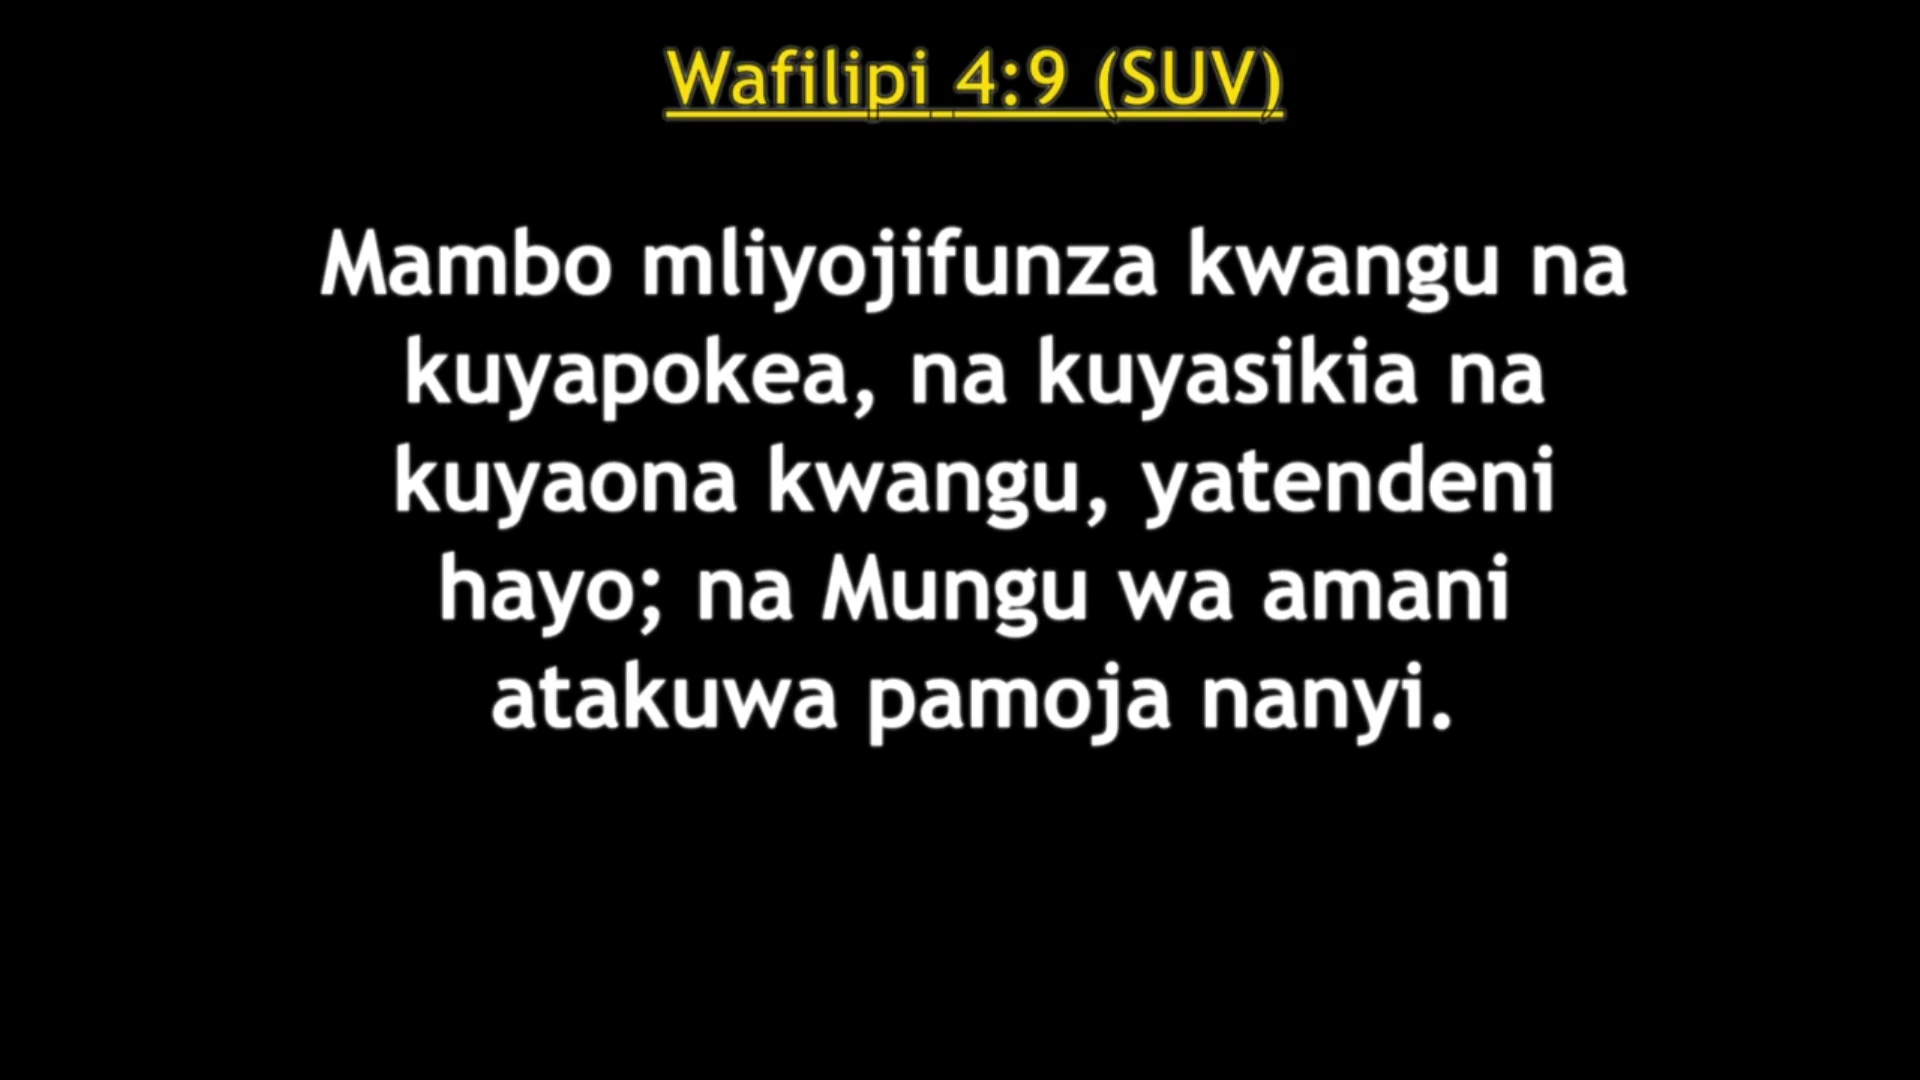 Wafilipi 4:9 (SUV)
Mambo mliyojifunza kwangu na
kuyapokea, na kuyasikia na
kuyaona kwangu, yatendeni
hayo; na Mungu wa amani
atakuwa pamoja nanyi.